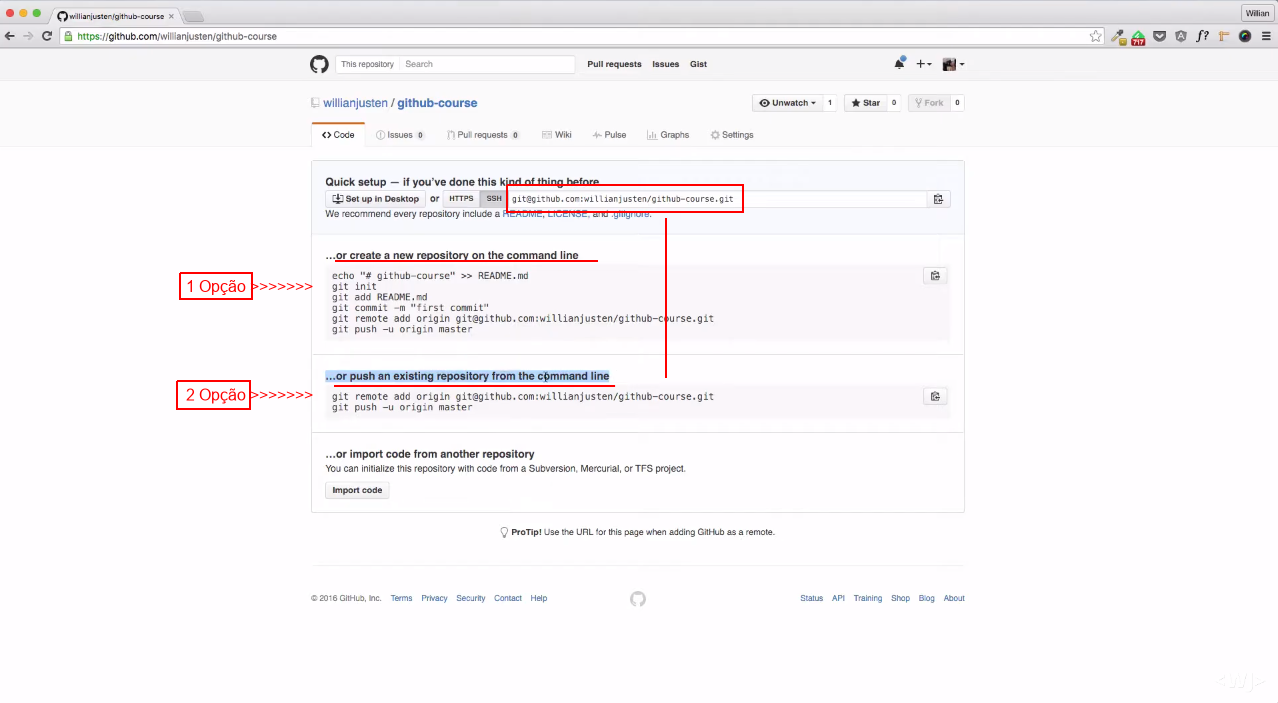 willianjusten/github-course
Willian
https://github.com/willianjusten/github-course
717
f?
This repository Search Pull requests Issues Gist
willianjusten / github-course
Unwatch 1 Star 0 Fork 0
Code Issues 0 Pull requests 0 Wiki Pulse Graphs Settings
Quick setup — if you've done this kind of thing before
Set up in Desktop or HTTPS SSH git@github.com:willianjusten/github-course.git
We recommend every repository include a README, LICENSE, and .gitignore.
…or create a new repository on the command line
1 Opção >>>>>>>
echo "# github-course" >> README.md
git init
git add README.md
git commit -m "first commit"
git remote add origin git@github.com:willianjusten/github-course.git
git push -u origin master
…or push an existing repository from the command line
2 Opção >>>>>>>
git remote add origin git@github.com:willianjusten/github-course.git
git push -u origin master
…or import code from another repository
You can initialize this repository with code from a Subversion, Mercurial, or TFS project.
Import code
ProTip! Use the URL for this page when adding GitHub as a remote.
© 2016 GitHub, Inc. Terms Privacy Security Contact Help Status API Training Shop Blog About
<wj>